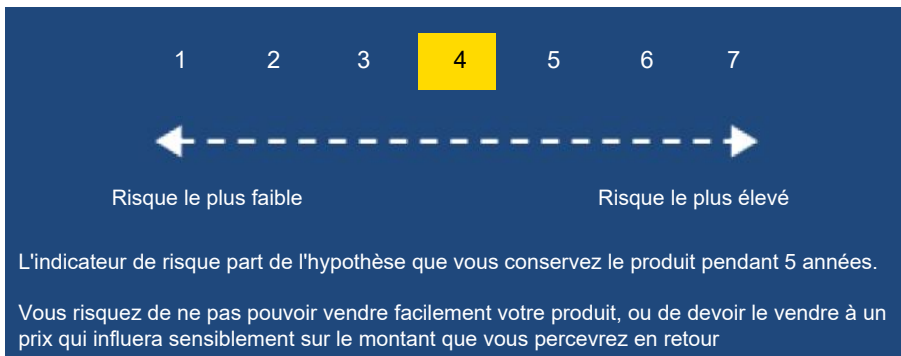 1 2 3 4 5 6 7
Risque le plus faible Risque le plus élevé
L'indicateur de risque part de l'hypothèse que vous conservez le produit pendant 5 années.
Vous risquez de ne pas pouvoir vendre facilement votre produit, ou de devoir le vendre à un
prix qui influera sensiblement sur le montant que vous percevrez en retour